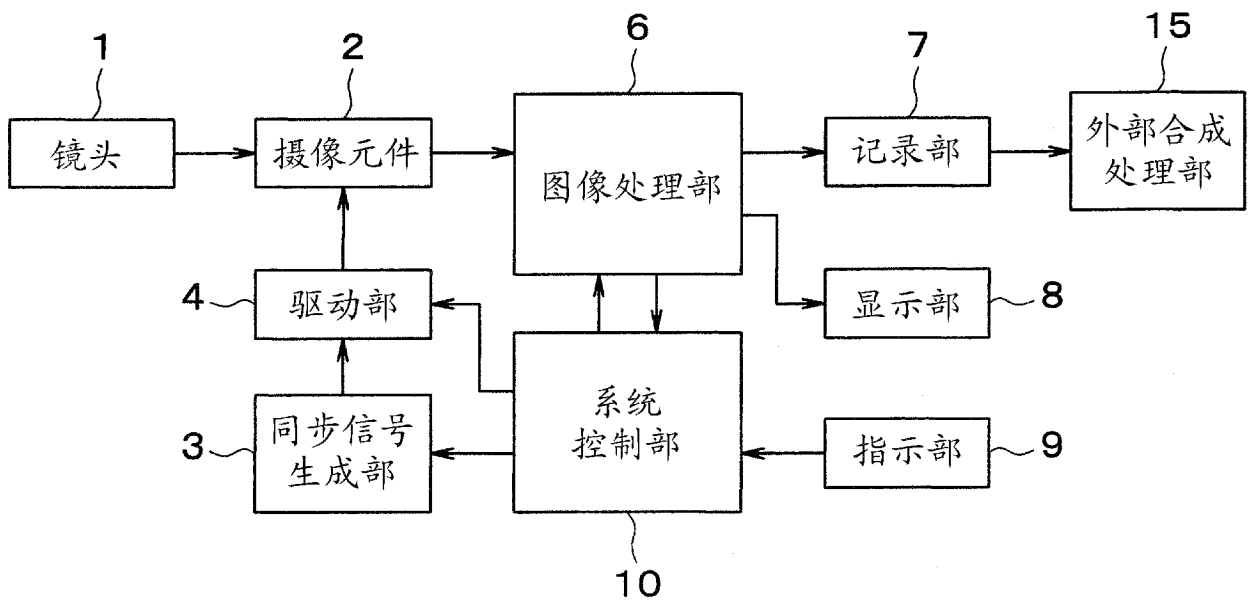 1
2
6
7
15
镜头
摄像元件
图像处理部
记录部
外部合成
处理部
4
驱动部
显示部
8
3
同步信号
生成部
系统
控制部
指示部
9
10